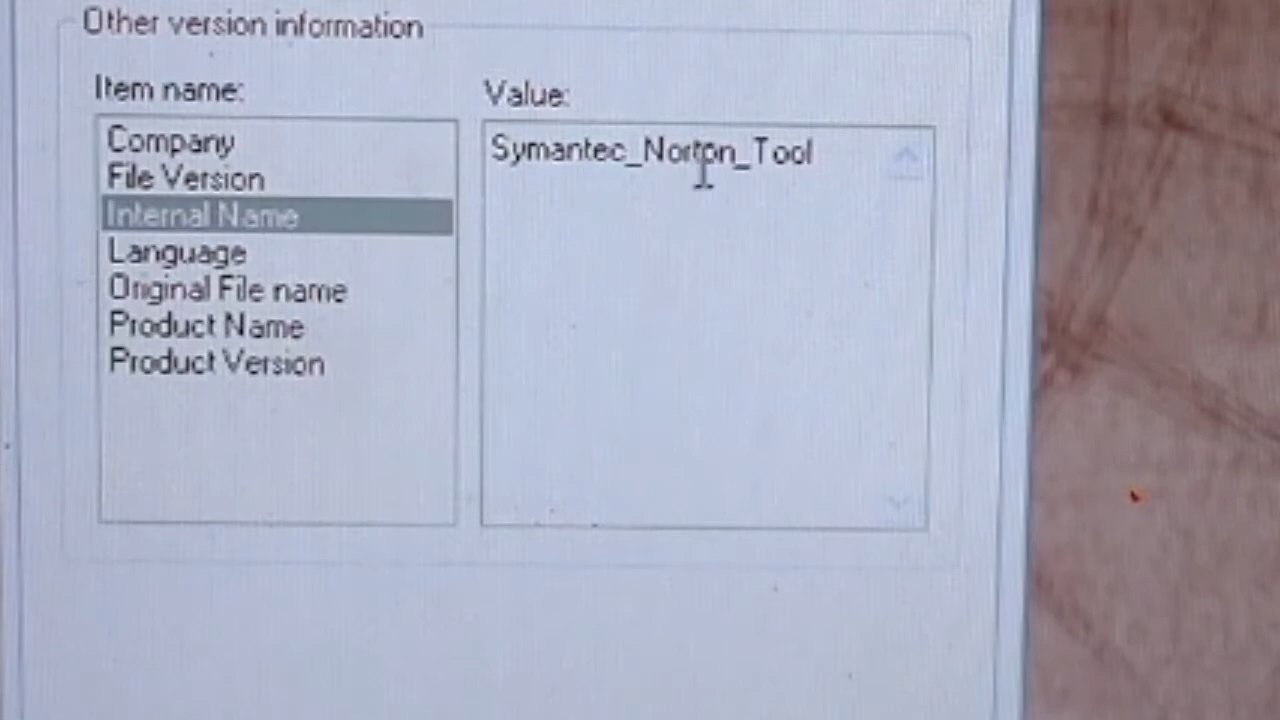 Other version information
Item name:
Value:
Company
File Version
Internal Name
Language
Original File name
Product Name
Product Version
Symantec_Norton_Tool